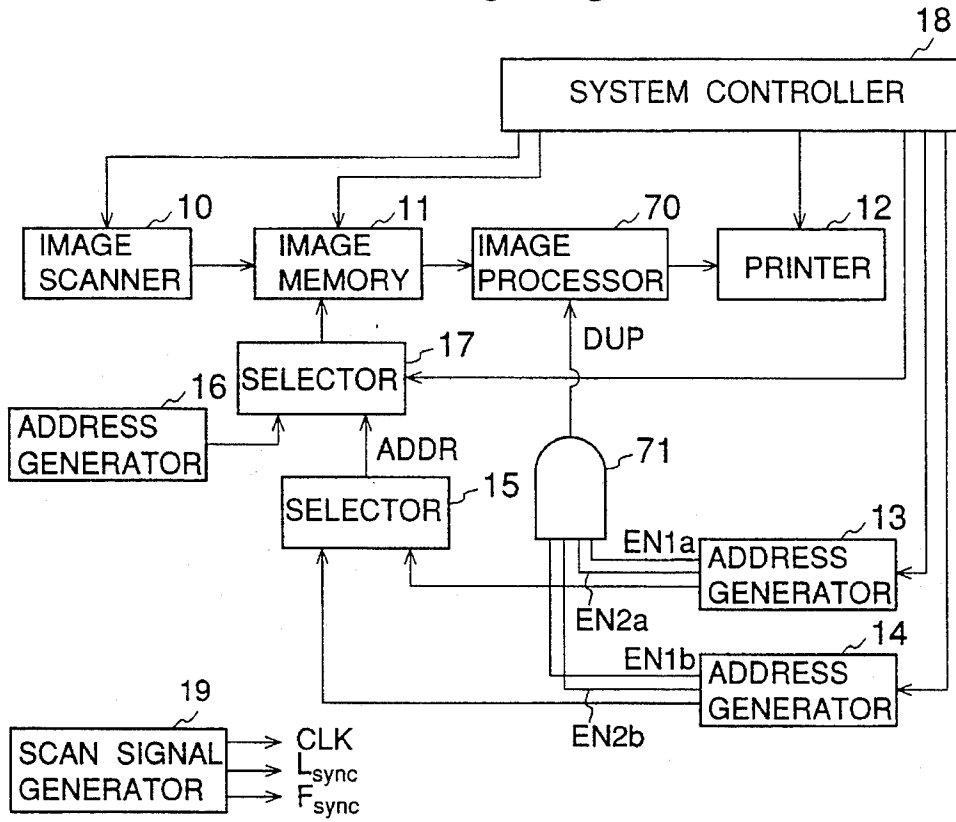 18
SYSTEM CONTROLLER
10
11
70
12
IMAGE
SCANNER
IMAGE
MEMORY
IMAGE
PROCESSOR
PRINTER
DUP
17
SELECTOR
16
ADDRESS
GENERATOR
ADDR
71
15
SELECTOR
13
EN1a
ADDRESS
GENERATOR
EN2a
14
EN1b
ADDRESS
GENERATOR
EN2b
19
SCAN SIGNAL
GENERATOR
CLK
Lsync
Fsync